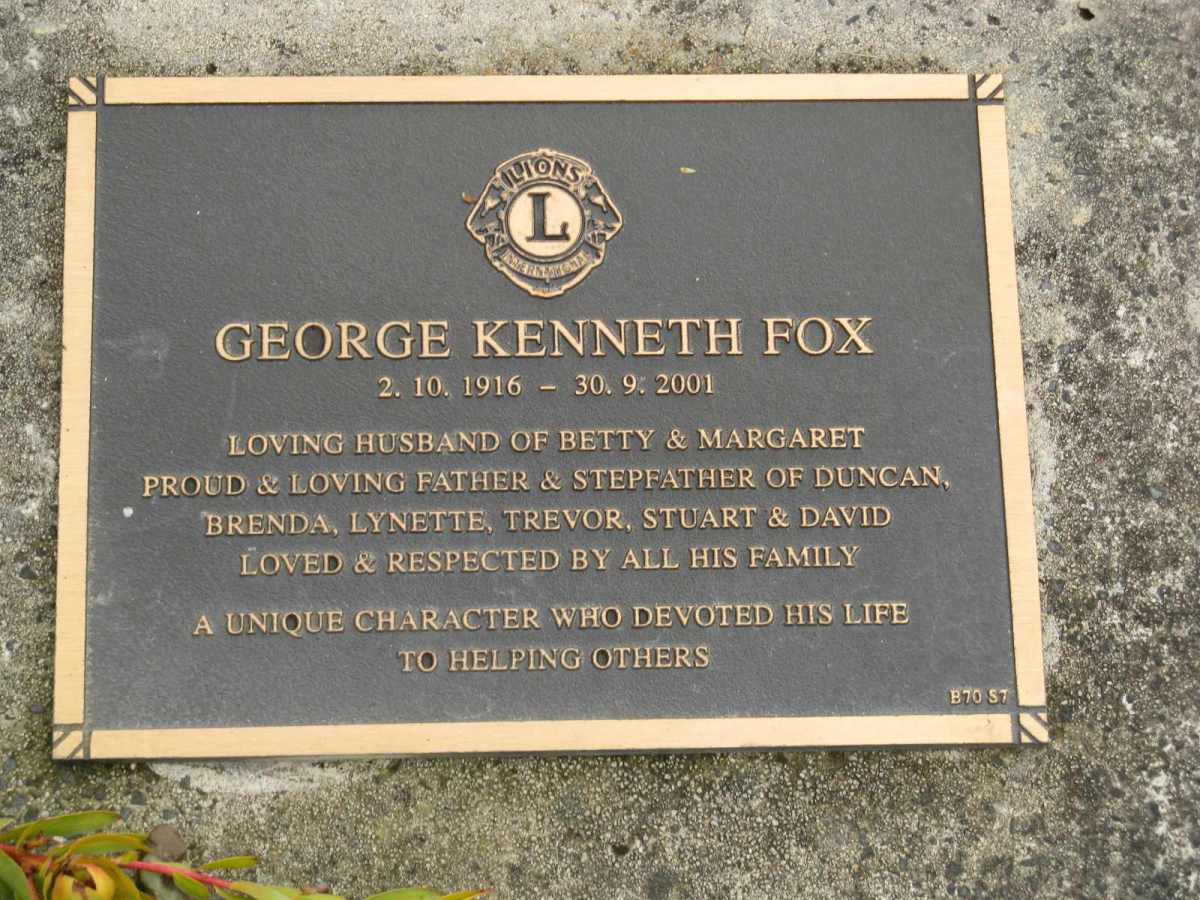 LIONS
L
INTERNATIONAL
GEORGE KENNETH FOX
2. 10. 1916 – 30. 9. 2001
LOVING HUSBAND OF BETTY & MARGARET
PROUD & LOVING FATHER & STEPFATHER OF DUNCAN,
BRENDA, LYNETTE, TREVOR, STUART & DAVID
LOVED & RESPECTED BY ALL HIS FAMILY
A UNIQUE CHARACTER WHO DEVOTED HIS LIFE
TO HELPING OTHERS
B70 S7